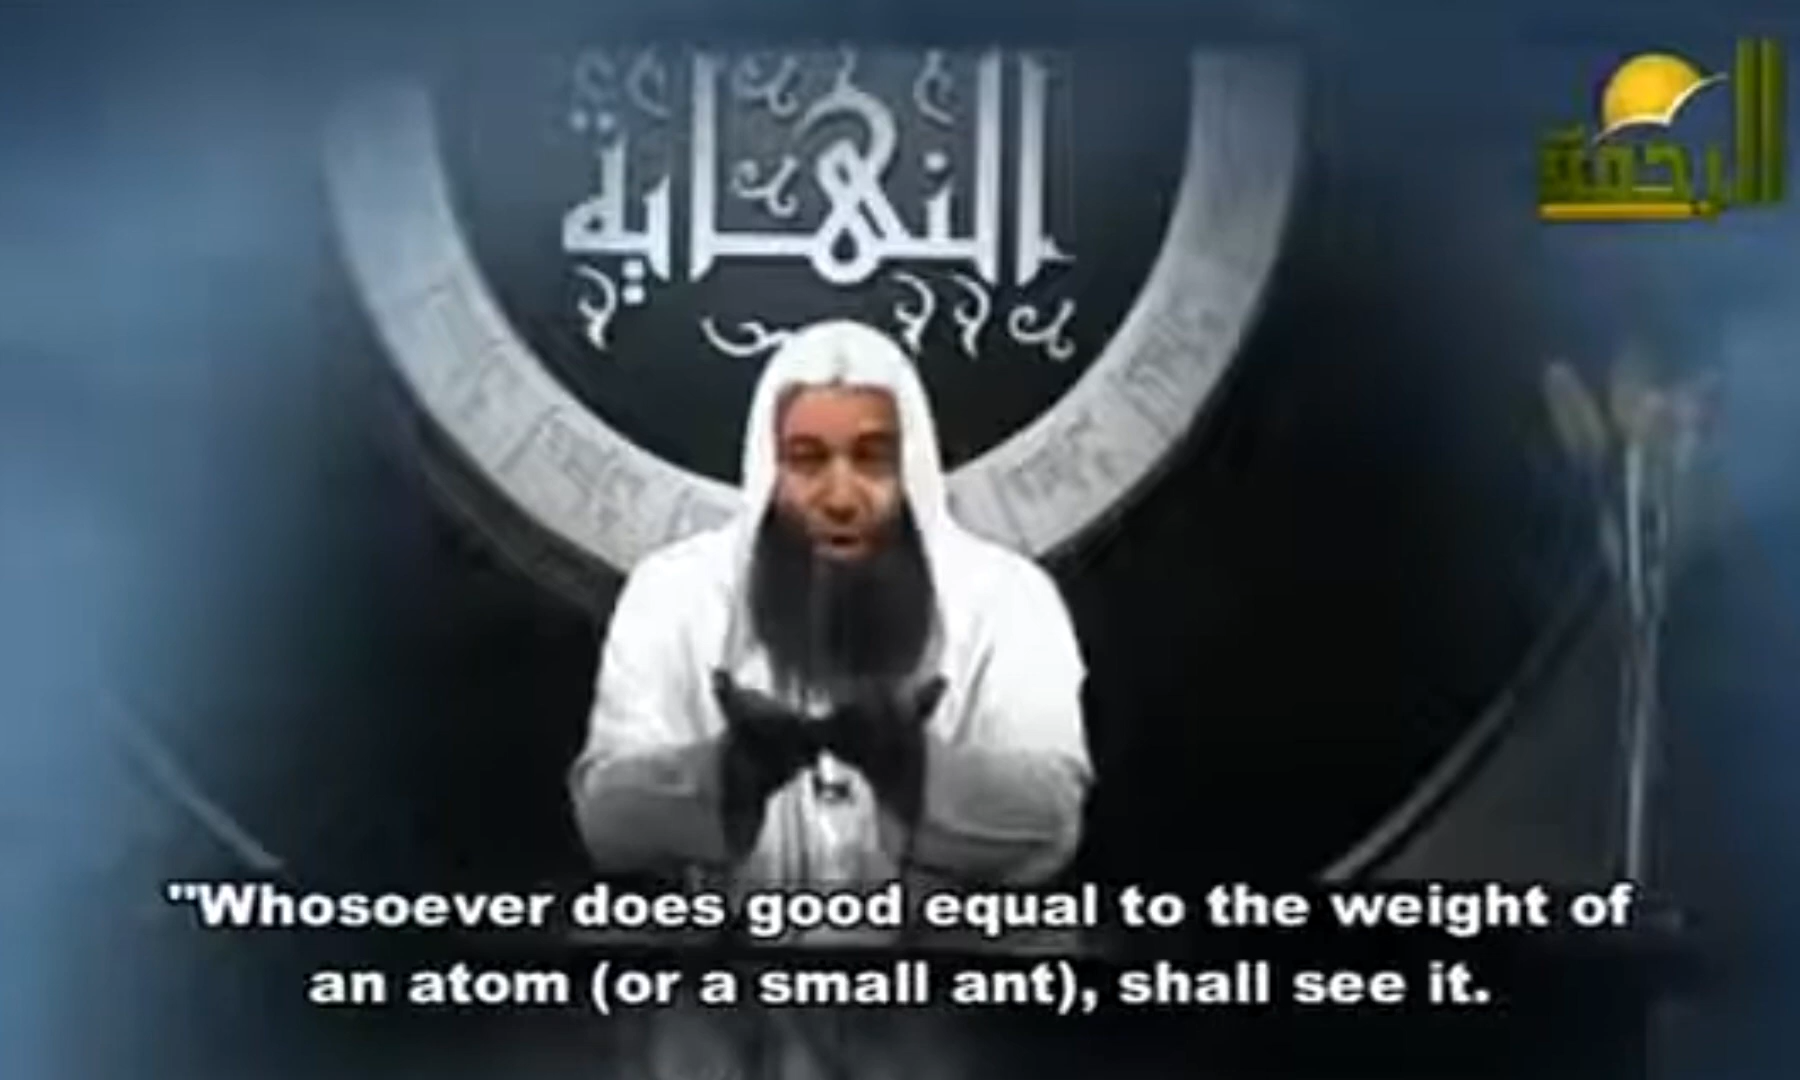 الرحمة
النهاية
"Whosoever does good equal to the weight of
an atom (or a small ant), shall see it.